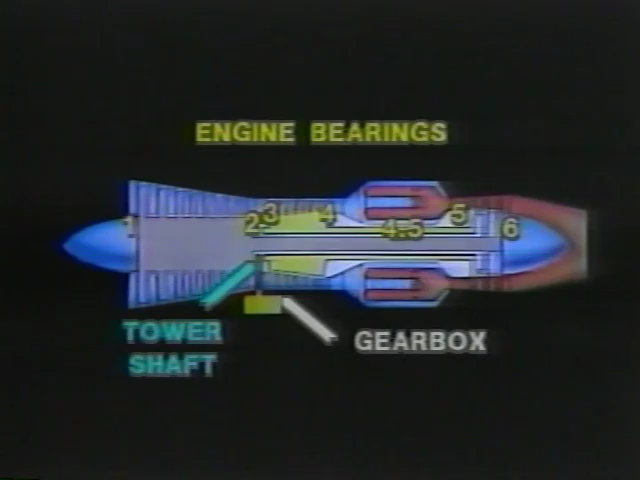 ENGINE BEARINGS
1 2 3 4 4.5 5 6
TOWER
SHAFT
GEARBOX